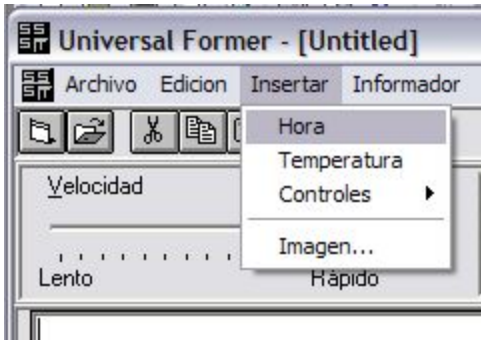 Universal Former - [Untitled]
Archivo Edicion Insertar Informador
Hora
Temperatura
Velocidad
Controles
Imagen...
Lento Rápido